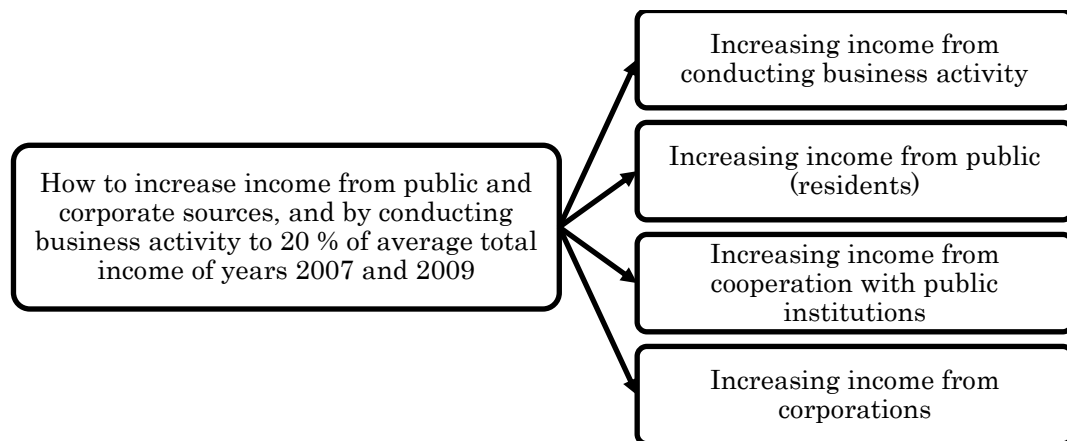 How to increase income from public and
corporate sources, and by conducting
business activity to 20 % of average total
income of years 2007 and 2009
Increasing income from
conducting business activity
Increasing income from public
(residents)
Increasing income from
cooperation with public
institutions
Increasing income from
corporations